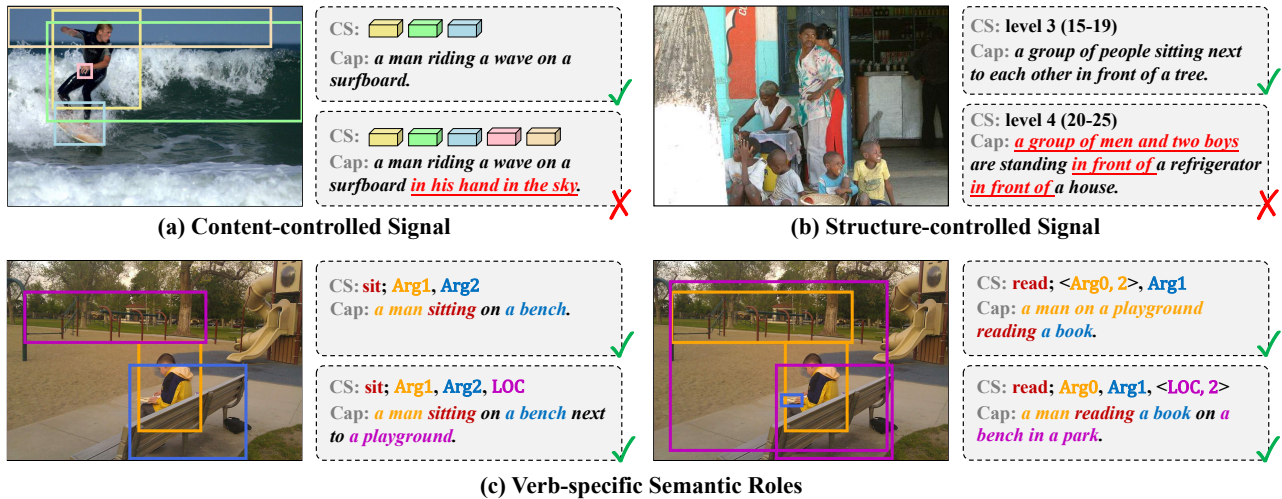 CS:
Cap: a man riding a wave on a
surfboard.
CS:
Cap: a man riding a wave on a
surfboard in his hand in the sky.
(a) Content-controlled Signal
CS: level 3 (15-19)
Cap: a group of people sitting next
to each other in front of a tree.
CS: level 4 (20-25)
Cap: a group of men and two boys
are standing in front of a refrigerator
in front of a house.
(b) Structure-controlled Signal
CS: sit; Arg1, Arg2
Cap: a man sitting on a bench.
CS: sit; Arg1, Arg2, LOC
Cap: a man sitting on a bench next
to a playground.
CS: read; <Arg0, 2>, Arg1
Cap: a man on a playground
reading a book.
CS: read; Arg0, Arg1, <LOC, 2>
Cap: a man reading a book on a
bench in a park.
(c) Verb-specific Semantic Roles